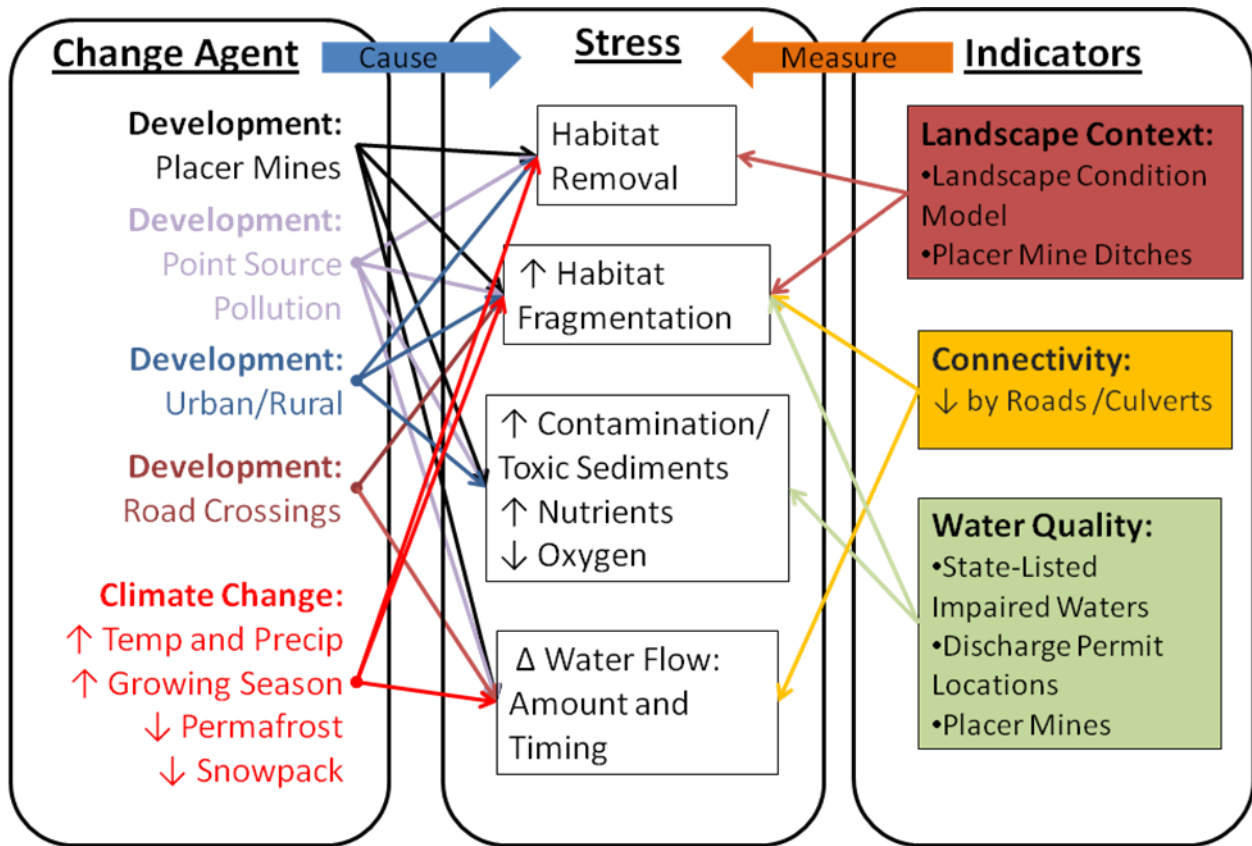 Change Agent
Cause
Stress
Measure
Indicators
Development:
Placer Mines
Development:
Point Source
Pollution
Development:
Urban/Rural
Development:
Road Crossings
Climate Change:
↑ Temp and Precip
↑ Growing Season
↓ Permafrost
↓ Snowpack
Habitat
Removal
↑ Habitat
Fragmentation
↑ Contamination/
Toxic Sediments
↑ Nutrients
↓ Oxygen
Δ Water Flow:
Amount and
Timing
Landscape Context:
•Landscape Condition
Model
•Placer Mine Ditches
Connectivity:
↓ by Roads /Culverts
Water Quality:
•State-Listed
Impaired Waters
•Discharge Permit
Locations
•Placer Mines